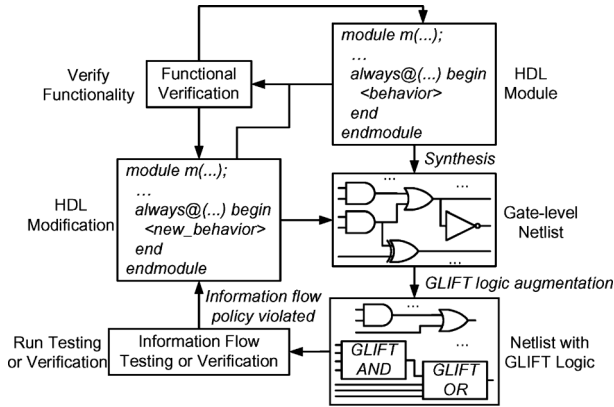 Verify
Functionality
Functional
Verification
module m(...);
...
always@(...) begin
<behavior>
end
endmodule
HDL
Module
Synthesis
HDL
Modification
module m(...);
...
always@(...) begin
<new_behavior>
end
endmodule
...
...
...
Gate-level
Netlist
GLIFT logic augmentation
Information flow
policy violated
Run Testing
or Verification
Information Flow
Testing or Verification
...
...
GLIFT
AND
GLIFT
OR
Netlist with
GLIFT Logic